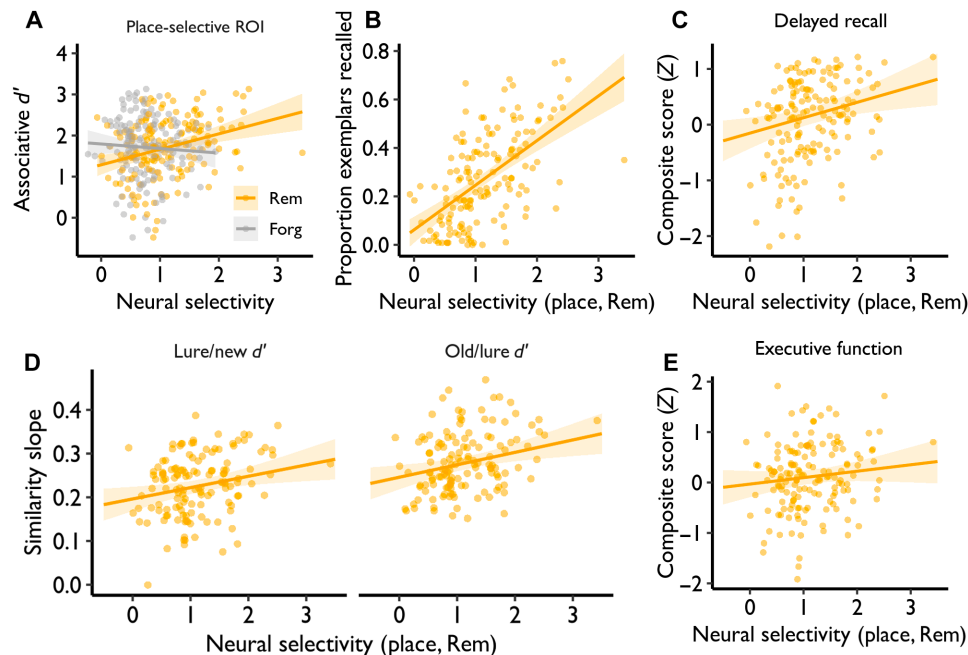 A
Place-selective ROI
Associative d′
4
3
2
1
0
Rem
Forg
0 1 2 3
Neural selectivity
B
Proportion exemplars recalled
0.8
0.6
0.4
0.2
0.0
0 1 2 3
Neural selectivity (place, Rem)
C
Delayed recall
Composite score (Z)
1
0
−1
−2
0 1 2 3
Neural selectivity (place, Rem)
D
Lure/new d′
Old/lure d′
Similarity slope
0.4
0.3
0.2
0.1
0.0
0 1 2 3
0 1 2 3
Neural selectivity (place, Rem)
E
Executive function
Composite score (Z)
2
1
0
−1
−2
0 1 2 3
Neural selectivity (place, Rem)